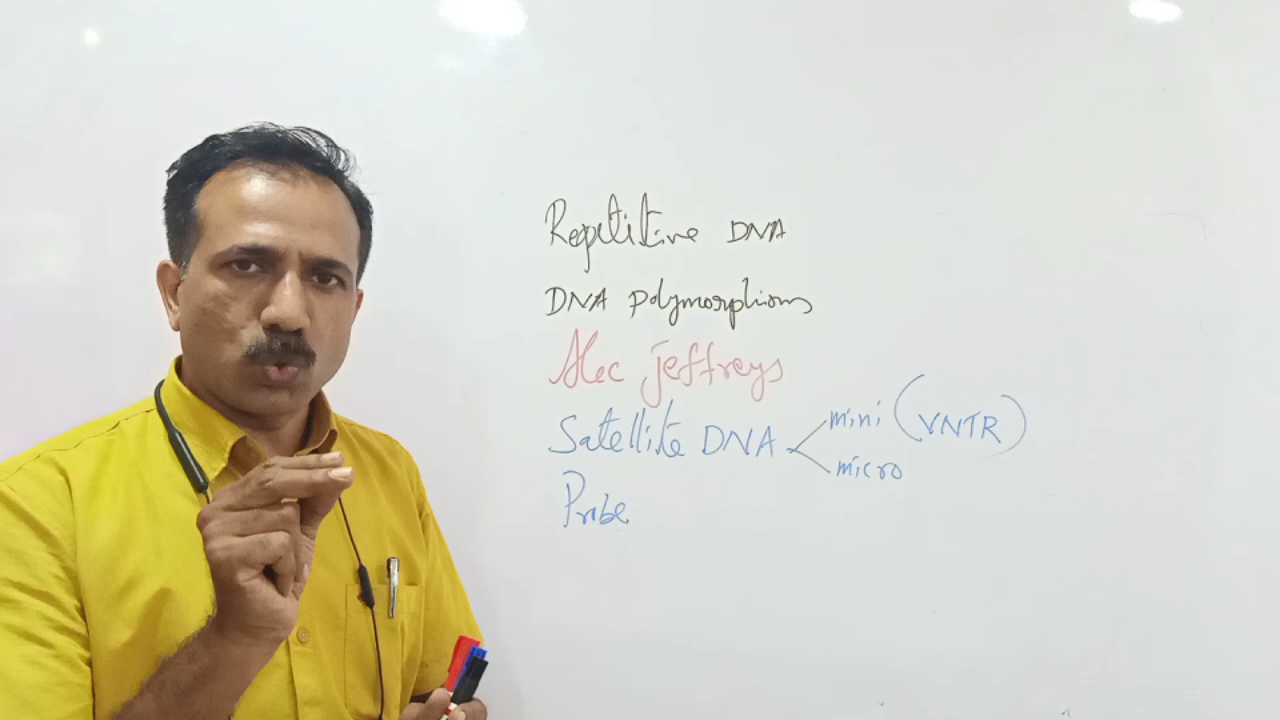 Repetitive DNA
DNA polymorphism
Alec jeffreys
Satellite DNA < mini (VNTR)
micro
Probe